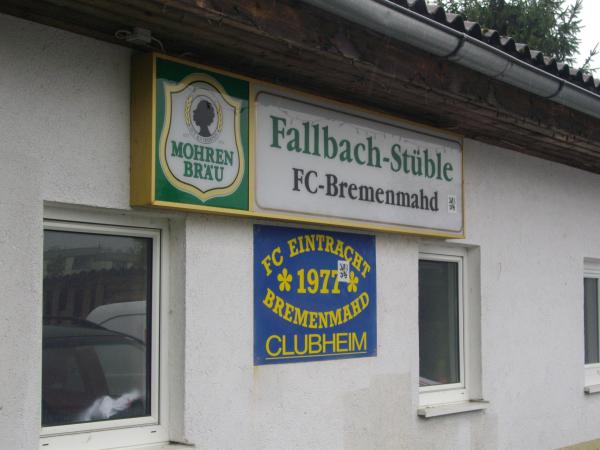 MOHREN
BRÄU
Fallbach-Stüble
FC-Bremenmahd
FC EINTRACHT
1977
BREMENMAHD
CLUBHEIM